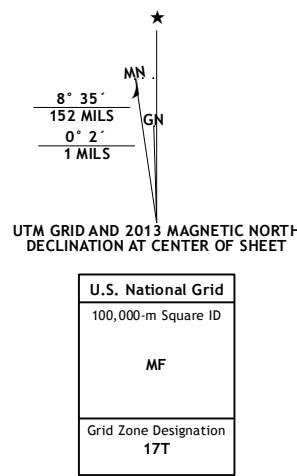 ★
MN
GN
8° 35´
152 MILS
0° 2´
1 MILS
UTM GRID AND 2013 MAGNETIC NORTH
DECLINATION AT CENTER OF SHEET
U.S. National Grid
100,000-m Square ID
MF
Grid Zone Designation
17T